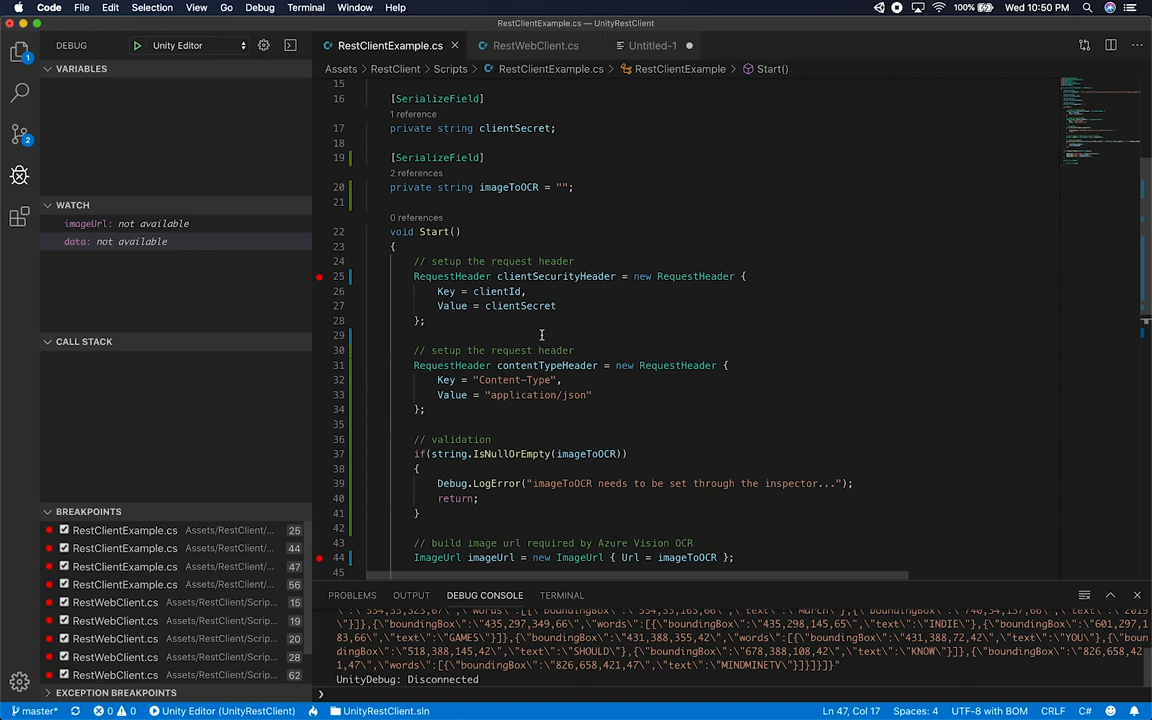 Code File Edit Selection View Go Debug Terminal Window Help 100% Wed 10:50 PM
RestClientExample.cs — UnityRestClient
DEBUG Unity Editor
RestClientExample.cs RestWebClient.cs Untitled-1
VARIABLES
Assets > RestClient > Scripts > RestClientExample.cs > RestClientExample > Start()
15
16 [SerializeField]
1 reference
17 private string clientSecret;
18
19 [SerializeField]
2 references
20 private string imageToOCR = "";
21
WATCH
imageUrl: not available
data: not available
0 references
22 void Start()
23 {
24 // setup the request header
25 RequestHeader clientSecurityHeader = new RequestHeader {
26 Key = clientId,
27 Value = clientSecret
28 };
29
30 // setup the request header
31 RequestHeader contentTypeHeader = new RequestHeader {
32 Key = "Content-Type",
33 Value = "application/json"
34 };
35
36 // validation
37 if(string.IsNullOrEmpty(imageToOCR))
38 {
39 Debug.LogError("imageToOCR needs to be set through the inspector...");
40 return;
41 }
42
43 // build image url required by Azure Vision OCR
44 ImageUrl imageUrl = new ImageUrl { Url = imageToOCR };
45
CALL STACK
BREAKPOINTS
RestClientExample.cs Assets/RestClient/... 25
RestClientExample.cs Assets/RestClient/... 44
RestClientExample.cs Assets/RestClient/... 47
RestClientExample.cs Assets/RestClient/... 56
RestWebClient.cs Assets/RestClient/Scrip... 15
RestWebClient.cs Assets/RestClient/Scrip... 19
RestWebClient.cs Assets/RestClient/Scrip... 20
RestWebClient.cs Assets/RestClient/Scrip... 28
RestWebClient.cs Assets/RestClient/Scrip... 62
EXCEPTION BREAKPOINTS
PROBLEMS OUTPUT DEBUG CONSOLE TERMINAL
\"}]},{\"boundingBox\":\"435,297,349,66\",\"words\":[{\"boundingBox\":\"435,298,145,65\",\"text\":\"INDIE\"},{\"boundingBox\":\"601,297,1
83,66\",\"text\":\"GAMES\"}]},{\"boundingBox\":\"431,388,355,42\",\"words\":[{\"boundingBox\":\"431,388,72,42\",\"text\":\"YOU\"},{\"boun
dingBox\":\"518,388,145,42\",\"text\":\"SHOULD\"},{\"boundingBox\":\"678,388,108,42\",\"text\":\"KNOW\"}]},{\"boundingBox\":\"826,658,42
1,47\",\"words\":[{\"boundingBox\":\"826,658,421,47\",\"text\":\"MINDMINETV\"}]}]}]}"
UnityDebug: Disconnected
master* 0 0 Unity Editor (UnityRestClient) UnityRestClient.sln Ln 47, Col 17 Spaces: 4 UTF-8 with BOM CRLF C#